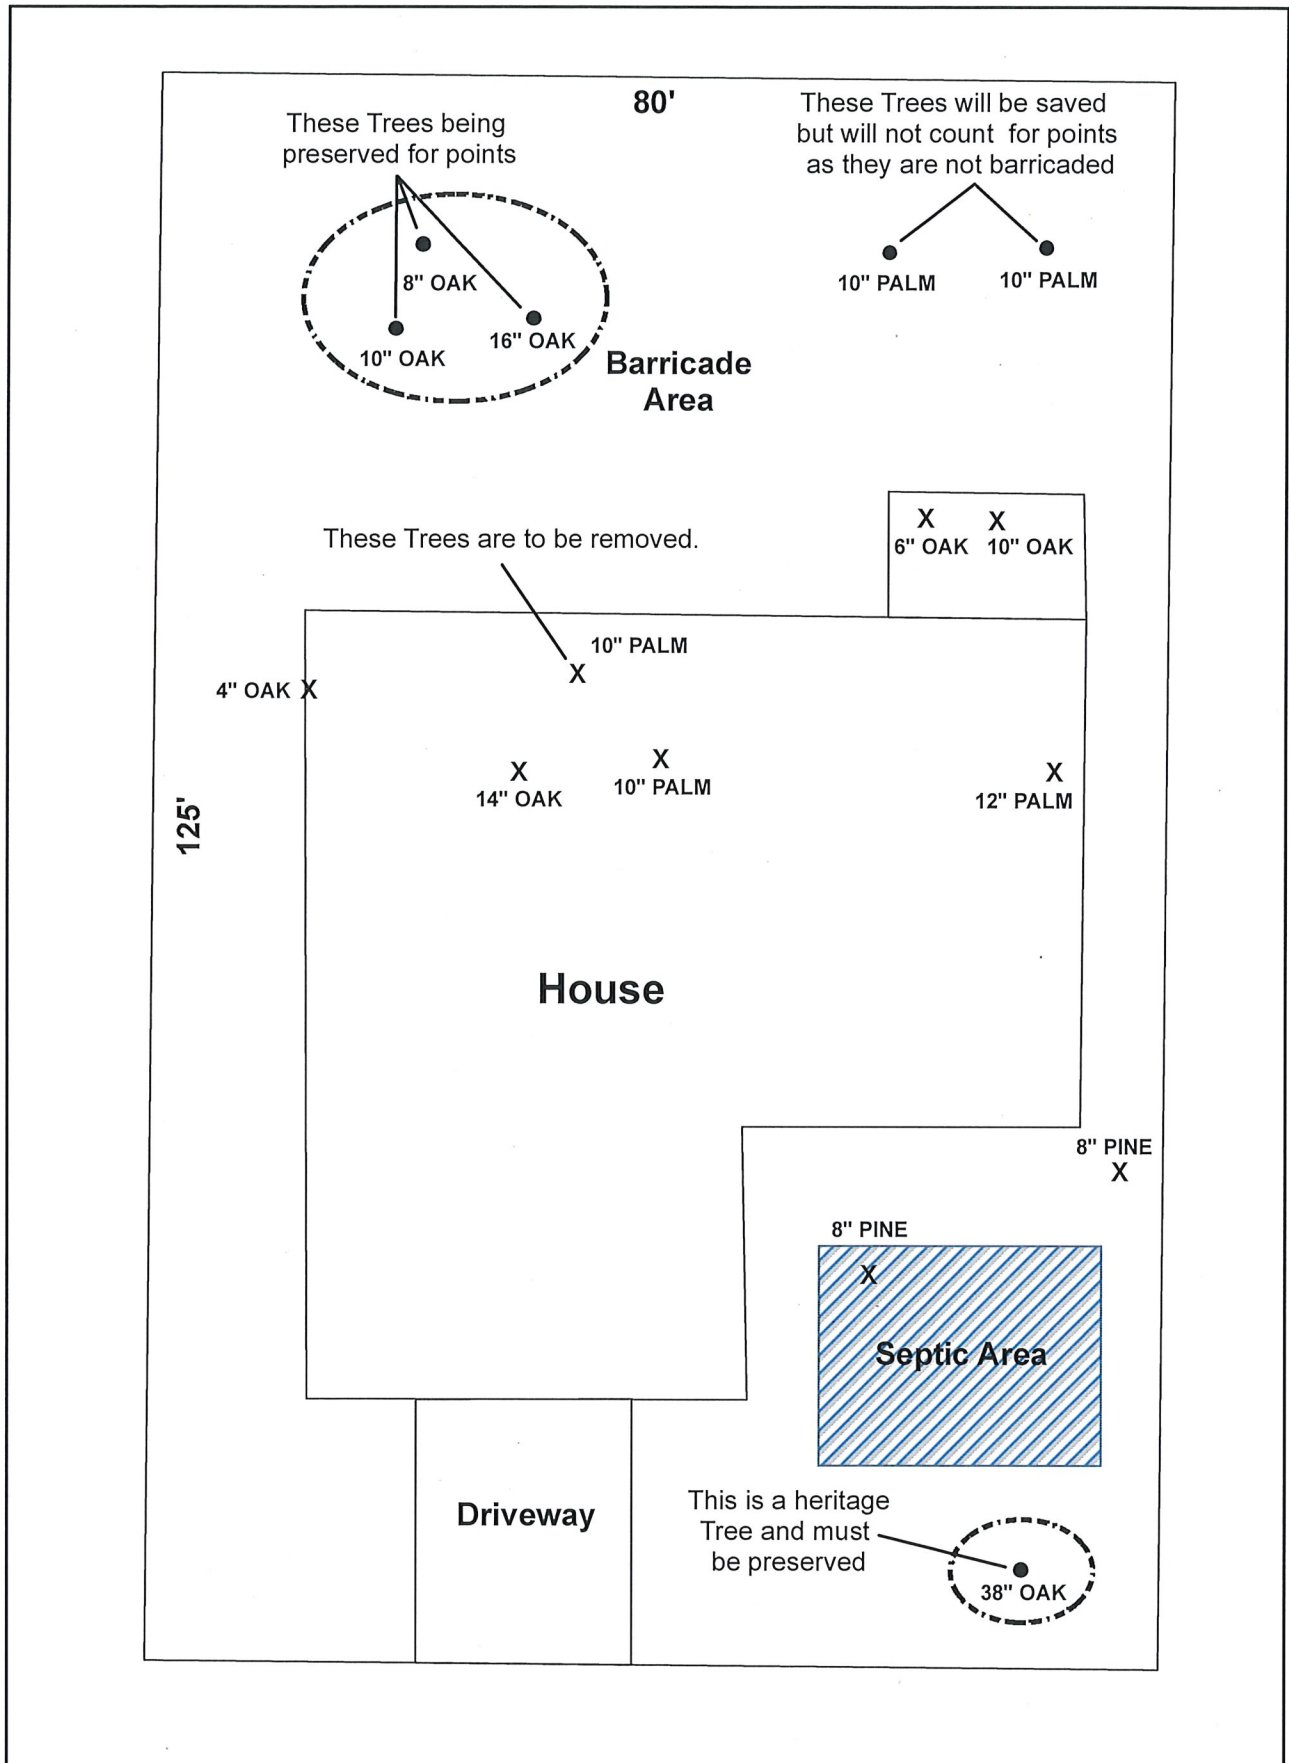 80'
These Trees being
preserved for points
These Trees will be saved
but will not count for points
as they are not barricaded
8" OAK
10" OAK
16" OAK
10" PALM
10" PALM
Barricade
Area
These Trees are to be removed.
X
6" OAK
X
10" OAK
10" PALM
X
4" OAK X
X
14" OAK
X
10" PALM
X
12" PALM
125'
House
8" PINE
X
8" PINE
X
Septic Area
Driveway
This is a heritage
Tree and must
be preserved
38" OAK